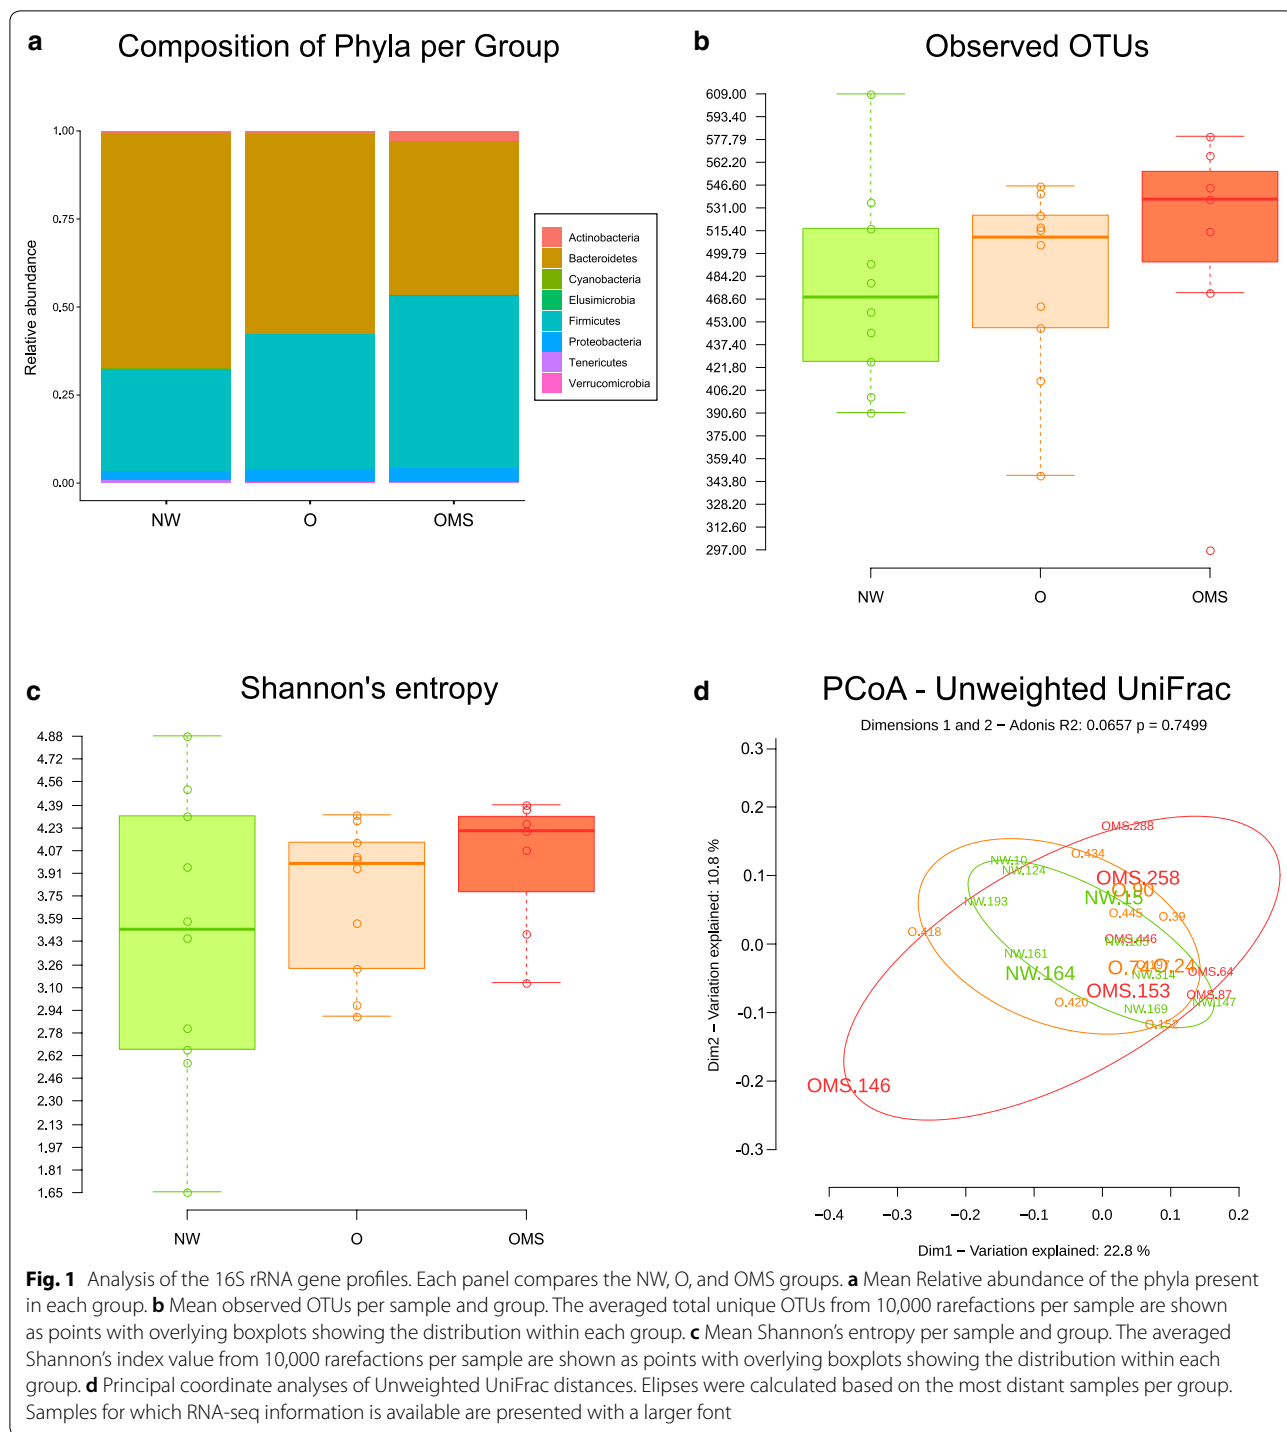 a Composition of Phyla per Group
1.00
0.75
0.50
0.25
0.00
Relative abundance
NW O OMS
Actinobacteria
Bacteroidetes
Cyanobacteria
Elusimicrobia
Firmicutes
Proteobacteria
Tenericutes
Verrucomicrobia
b Observed OTUs
609.00
593.40
577.79
562.20
546.60
531.00
515.40
499.79
484.20
468.60
453.00
437.40
421.80
406.20
390.60
375.00
359.40
343.80
328.20
312.60
297.00
NW O OMS
c Shannon's entropy
4.88
4.72
4.56
4.39
4.23
4.07
3.91
3.75
3.59
3.43
3.26
3.10
2.94
2.78
2.62
2.46
2.30
2.13
1.97
1.81
1.65
NW O OMS
d PCoA - Unweighted UniFrac
Dimensions 1 and 2 – Adonis R2: 0.0657 p = 0.7499
0.3
0.2
0.1
0.0
−0.1
−0.2
−0.3
Dim2 – Variation explained: 10.8 %
OMS.288
O.434
NW.10
NW.124
OMS.258
O.90
NW.15
NW.193
O.445
O.39
O.418
OMS.446
NW.161
NW.164
O.74
O.24
NW.314
OMS.64
OMS.153
OMS.87
O.420
NW.169
NW.147
O.152
OMS.146
−0.4 −0.3 −0.2 −0.1 0.0 0.1 0.2
Dim1 – Variation explained: 22.8 %
Fig. 1 Analysis of the 16S rRNA gene profiles. Each panel compares the NW, O, and OMS groups. a Mean Relative abundance of the phyla present
in each group. b Mean observed OTUs per sample and group. The averaged total unique OTUs from 10,000 rarefactions per sample are shown
as points with overlying boxplots showing the distribution within each group. c Mean Shannon's entropy per sample and group. The averaged
Shannon's index value from 10,000 rarefactions per sample are shown as points with overlying boxplots showing the distribution within each
group. d Principal coordinate analyses of Unweighted UniFrac distances. Elipses were calculated based on the most distant samples per group.
Samples for which RNA-seq information is available are presented with a larger font